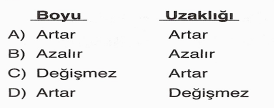 Boyu Uzaklığı
A) Artar Artar
B) Azalır Azalır
C) Değişmez Artar
D) Artar Değişmez